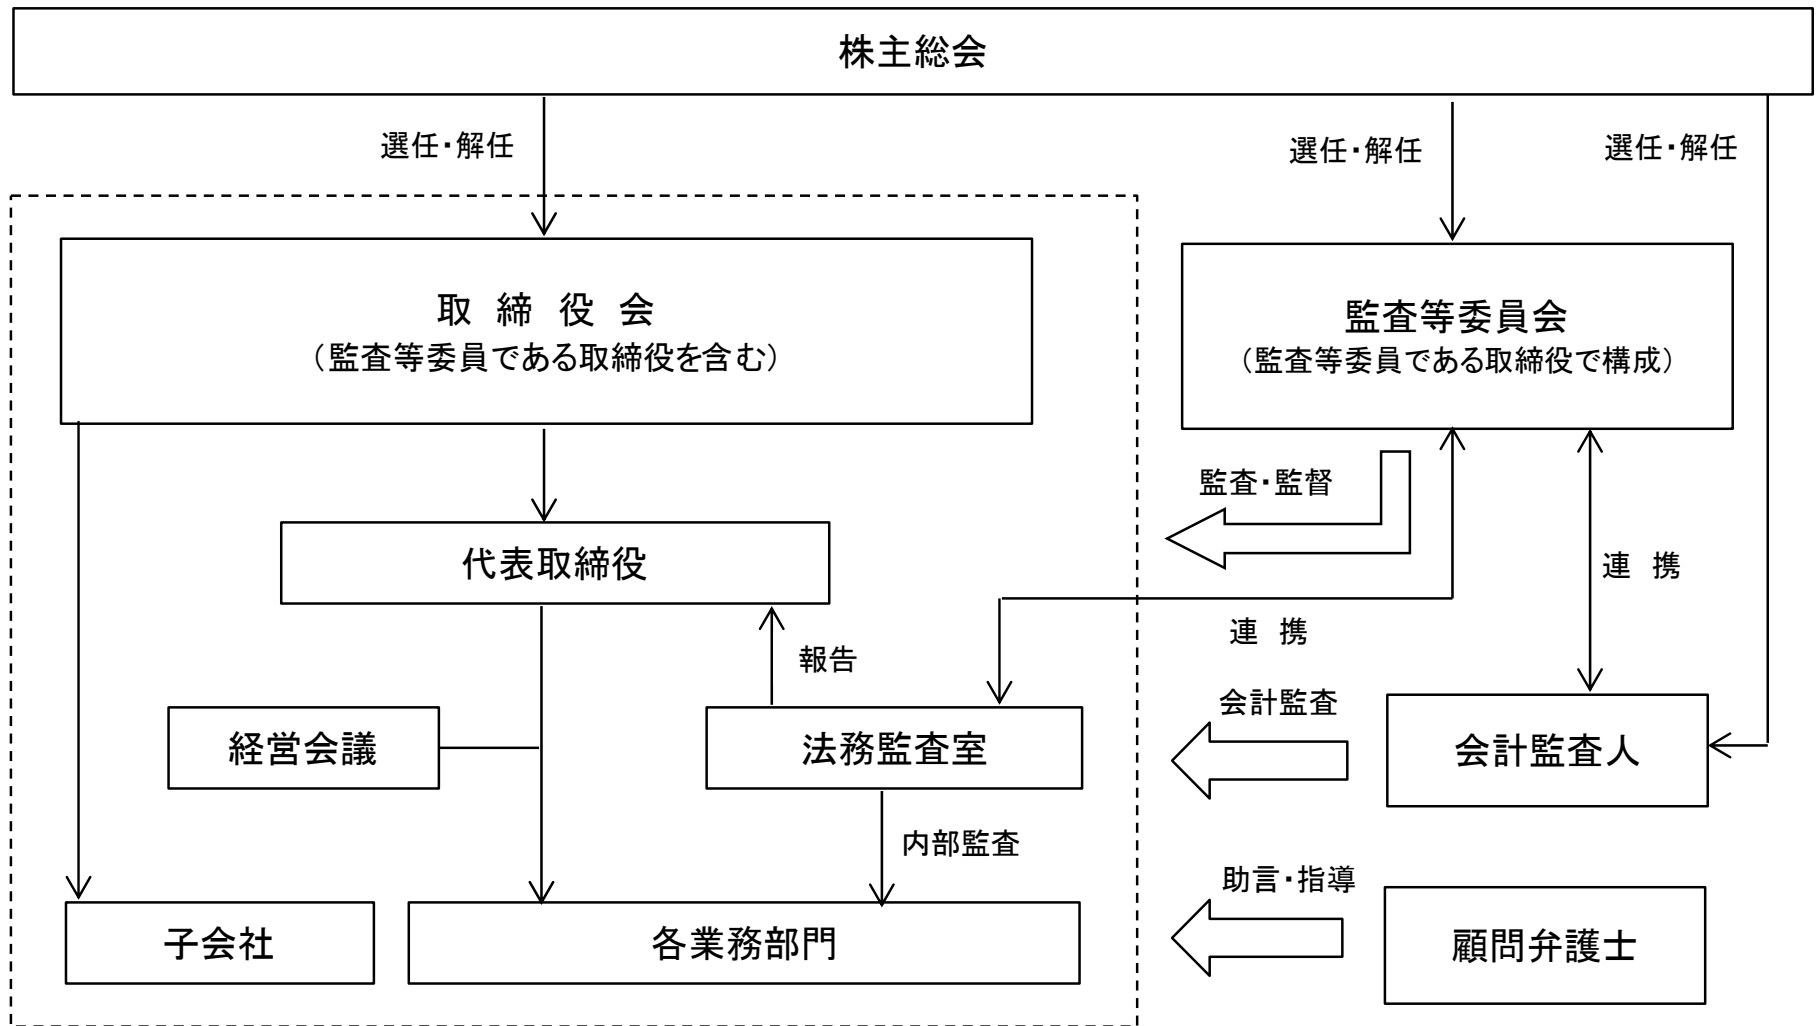 株主総会
選任・解任
選任・解任
選任・解任
取 締 役 会
（監査等委員である取締役を含む）
監査等委員会
（監査等委員である取締役で構成）
監査・監督
代表取締役
連 携
連 携
報告
会計監査
経営会議
法務監査室
会計監査人
内部監査
助言・指導
子会社
各業務部門
顧問弁護士